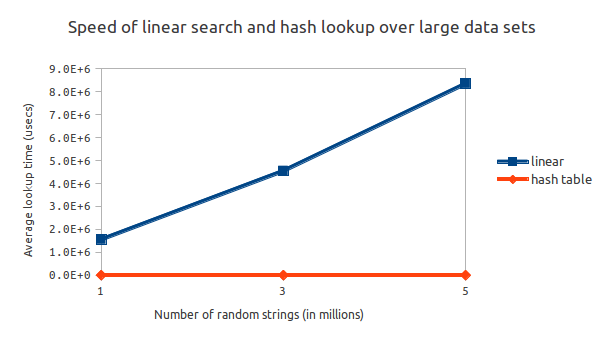 Speed of linear search and hash lookup over large data sets
Average lookup time (usecs)
9.0E+6
8.0E+6
7.0E+6
6.0E+6
5.0E+6
4.0E+6
3.0E+6
2.0E+6
1.0E+6
0.0E+0
1 3 5
Number of random strings (in millions)
linear
hash table